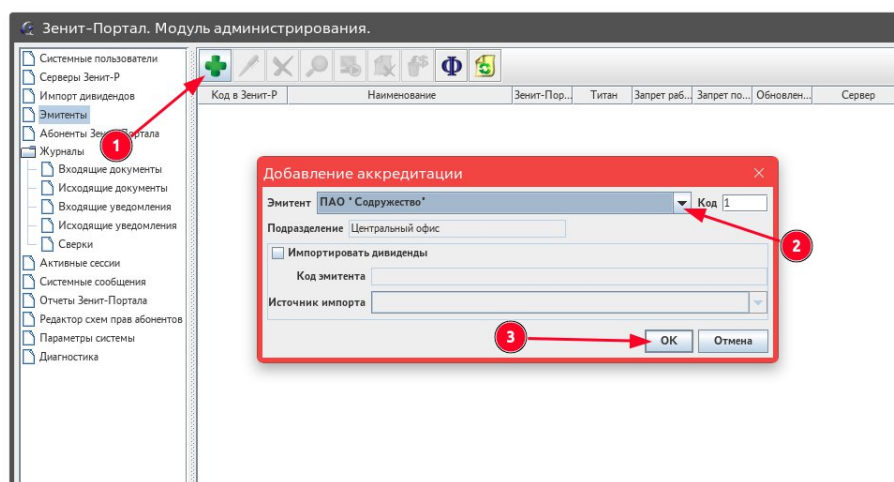 Зенит-Портал. Модуль администрирования.
Системные пользователи
Серверы Зенит-Р
Импорт дивидендов
Эмитенты
Абоненты Зенит-Портала
Журналы
Входящие документы
Исходящие документы
Входящие уведомления
Исходящие уведомления
Сверки
Активные сессии
Системные сообщения
Отчеты Зенит-Портала
Редактор схем прав абонентов
Параметры системы
Диагностика
Ф
Код в Зенит-Р Наименование Зенит-Пор... Титан Запрет раб... Запрет по... Обновлен... Сервер
1
Добавление аккредитации
Эмитент ПАО "Содружество" Код 1
Подразделение Центральный офис
2
Импортировать дивиденды
Код эмитента
Источник импорта
3
ОК Отмена